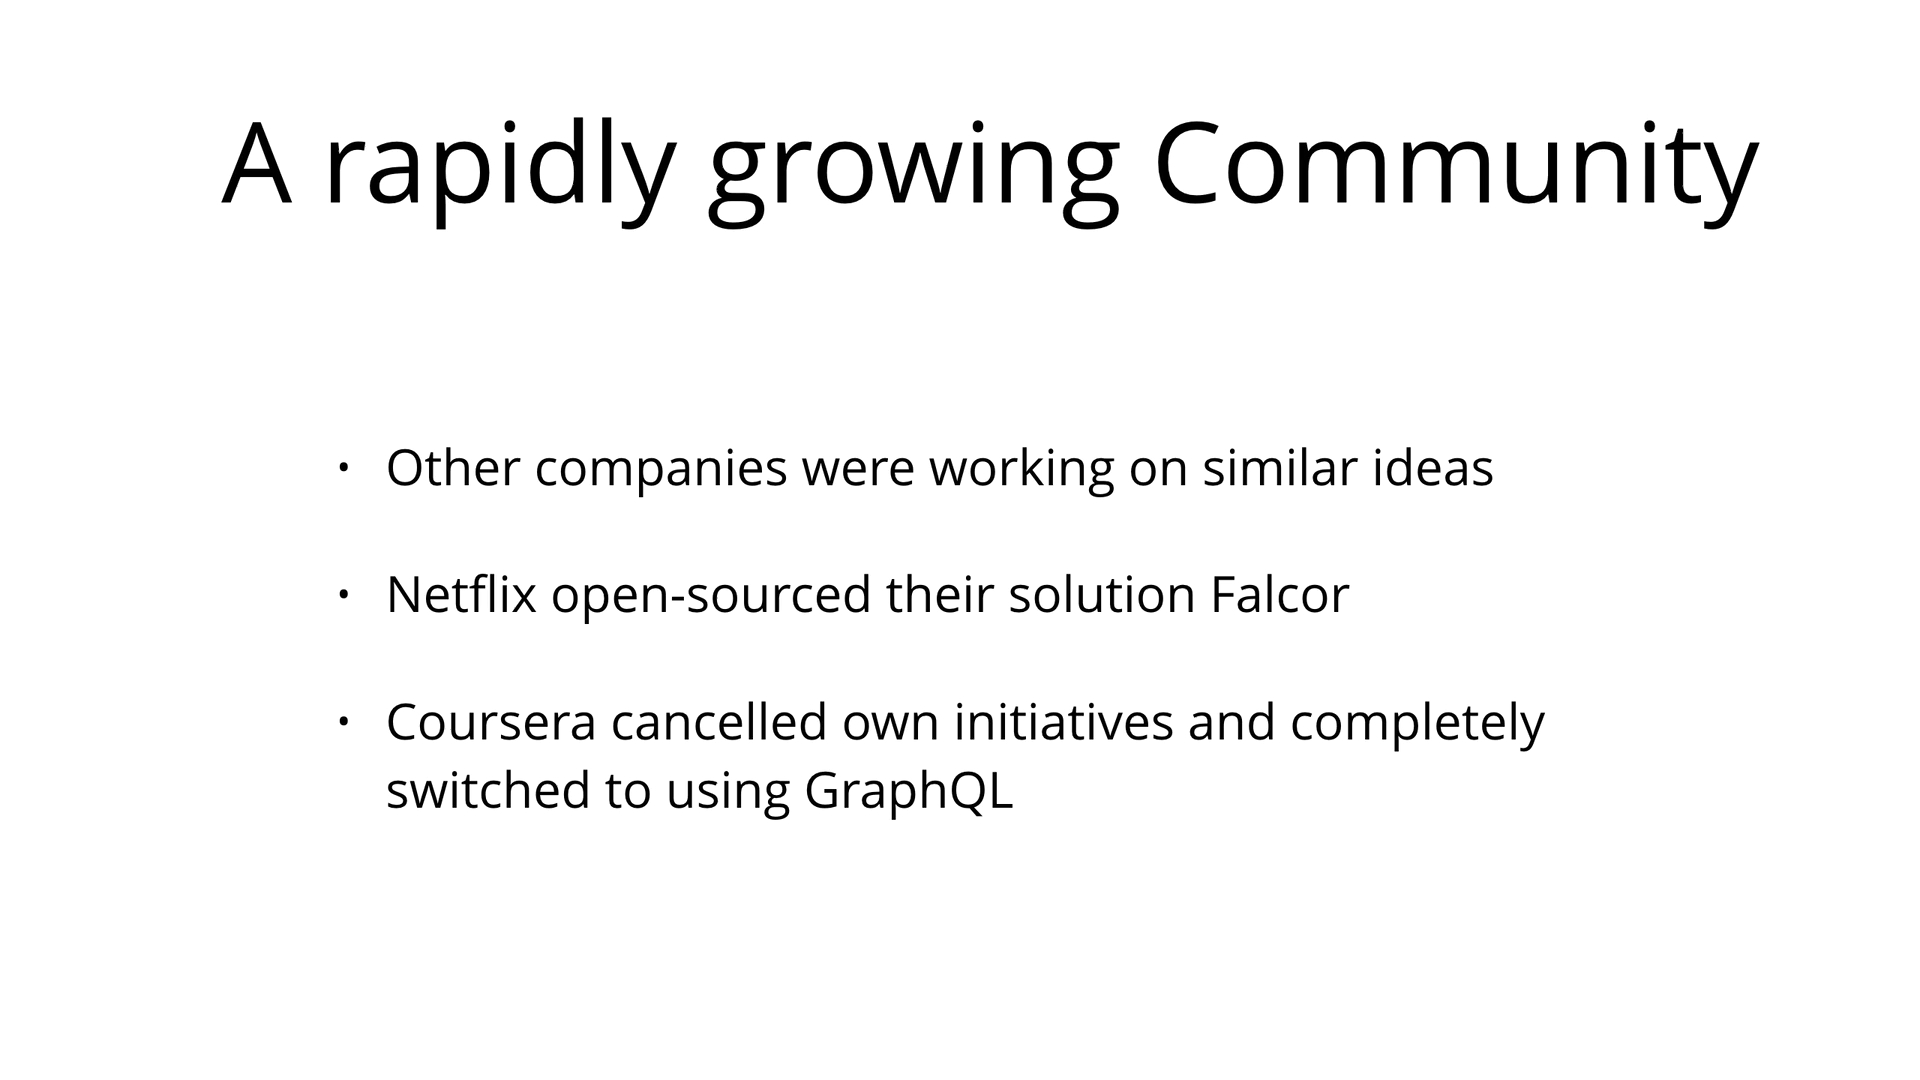 A rapidly growing Community
• Other companies were working on similar ideas
• Netflix open-sourced their solution Falcor
• Coursera cancelled own initiatives and completely
switched to using GraphQL